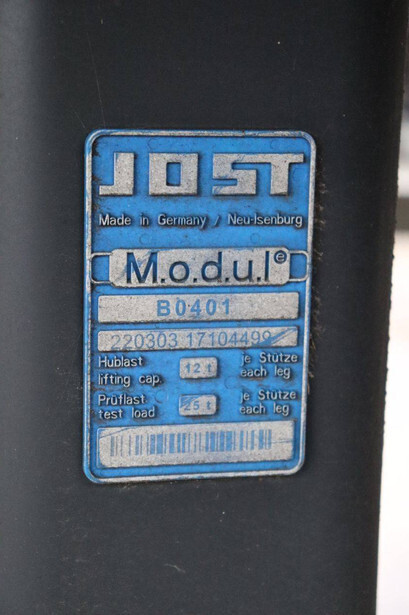 JOST
Made in Germany / Neu-Isenburg
M.o.d.u.l®
B0401
220303 17104499
Hublast 12 t je Stütze
lifting cap. each leg
Prüflast 25 t je Stütze
test load each leg